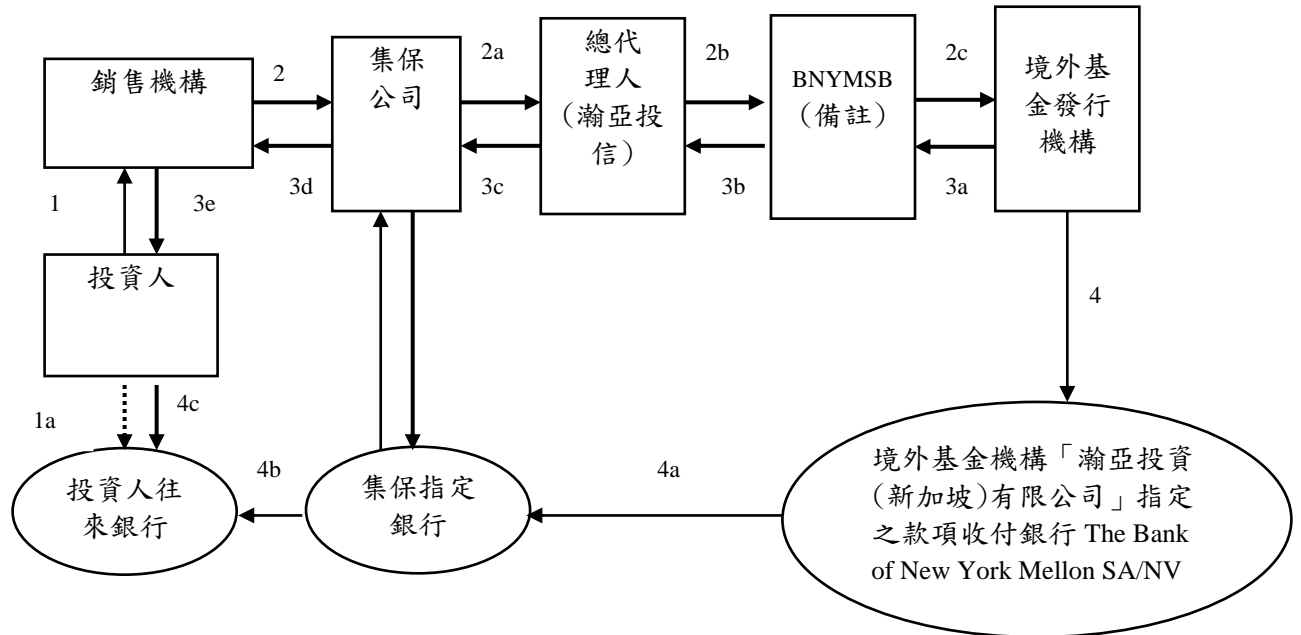 銷售機構
2
集保
公司
2a
總代
理人
（瀚亞投
信）
2b
BNYMSB
（備註）
2c
境外基
金發行
機構
3d
3c
3b
3a
1
3e
投資人
4
1a
4c
投資人往
來銀行
4b
集保指定
銀行
4a
境外基金機構「瀚亞投資
(新加坡)有限公司」指定
之款項收付銀行 The Bank
of New York Mellon SA/NV